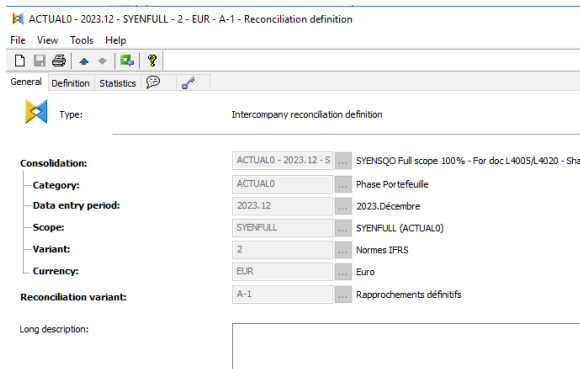 ACTUAL0 - 2023.12 - SYENFULL - 2 - EUR - A-1 - Reconciliation definition
File View Tools Help
General Definition Statistics
Type: Intercompany reconciliation definition
Consolidation: ACTUAL0 - 2023.12 - S ... SYENSQO Full scope 100% - For doc L4005/L4020 - Sha
Category: ACTUAL0 ... Phase Portefeuille
Data entry period: 2023.12 ... 2023.Décembre
Scope: SYENFULL ... SYENFULL (ACTUAL0)
Variant: 2 ... Normes IFRS
Currency: EUR ... Euro
Reconciliation variant: A-1 ... Rapprochements définitifs
Long description: